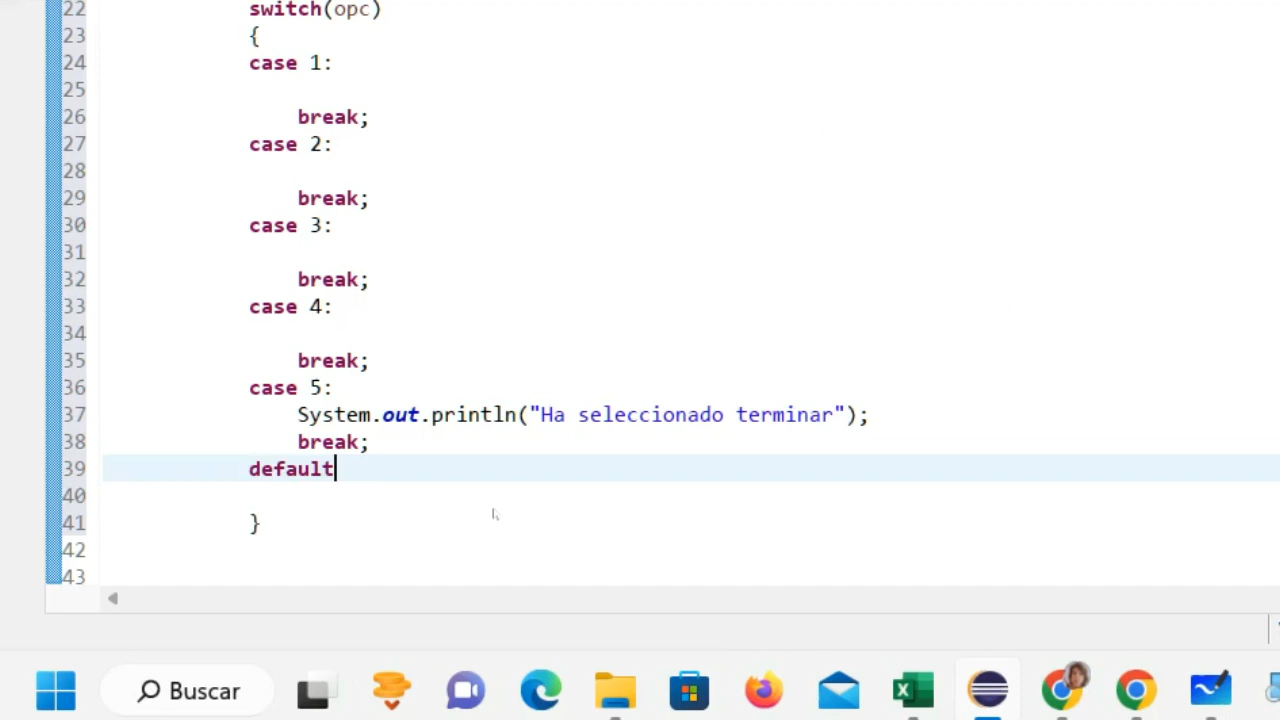 22 switch(opc)
23 {
24 case 1:
25
26 break;
27 case 2:
28
29 break;
30 case 3:
31
32 break;
33 case 4:
34
35 break;
36 case 5:
37 System.out.println("Ha seleccionado terminar");
38 break;
39 default
40
41 }
42
43
Buscar